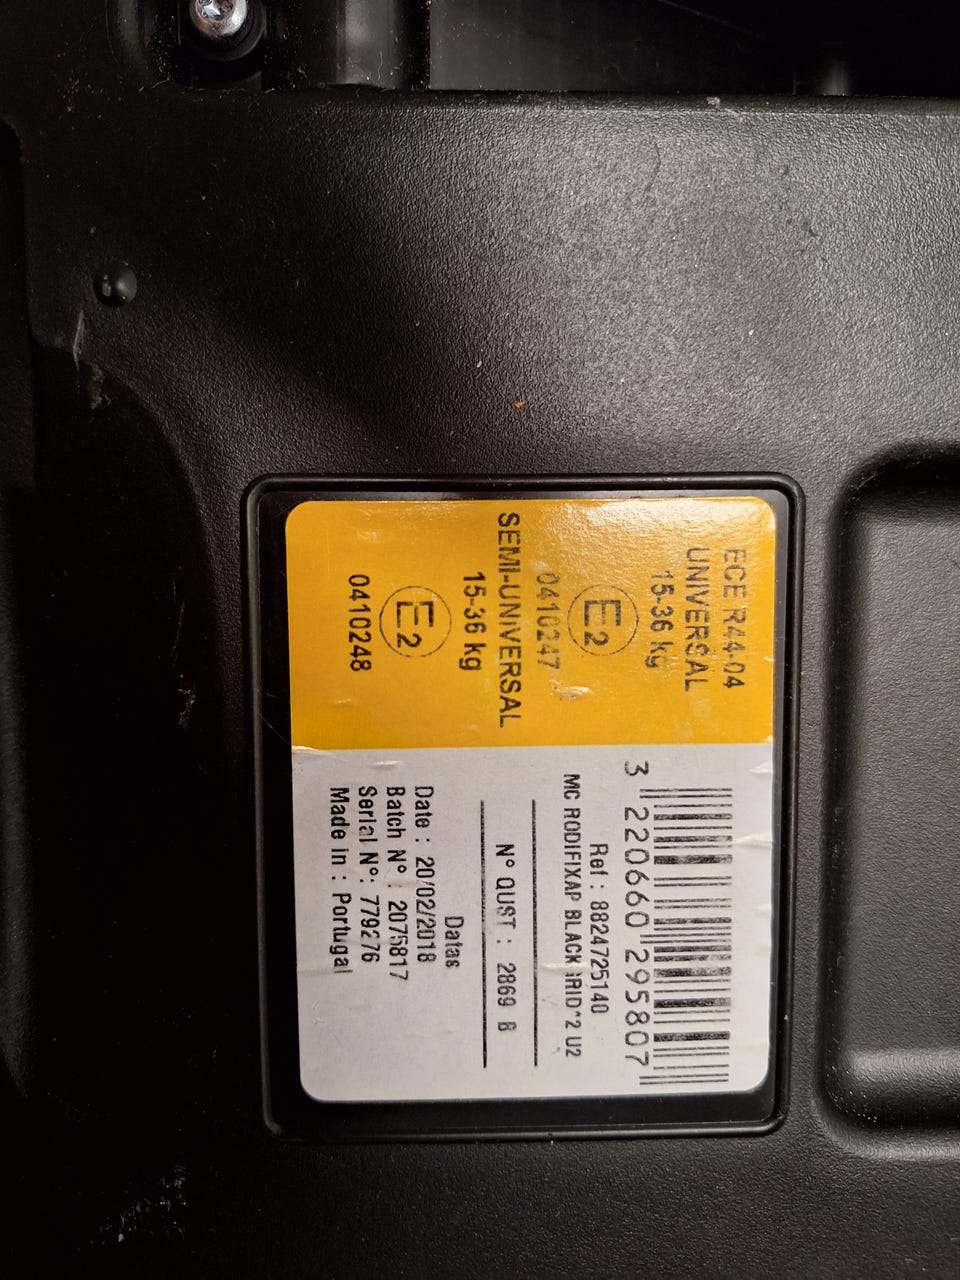 ECE R44-04
UNIVERSAL
15-36 kg
E2
0410247
SEMI-UNIVERSAL
15-36 kg
E2
0410248
3 220660 295807
Ref : 8824725140
MC RODIFIXAP BLACK GRID*2 U2
N° QUST : 2869 B
Datas
Date : 20/02/2018
Batch N° : 2075817
Serial N°: 779276
Made in : Portugal